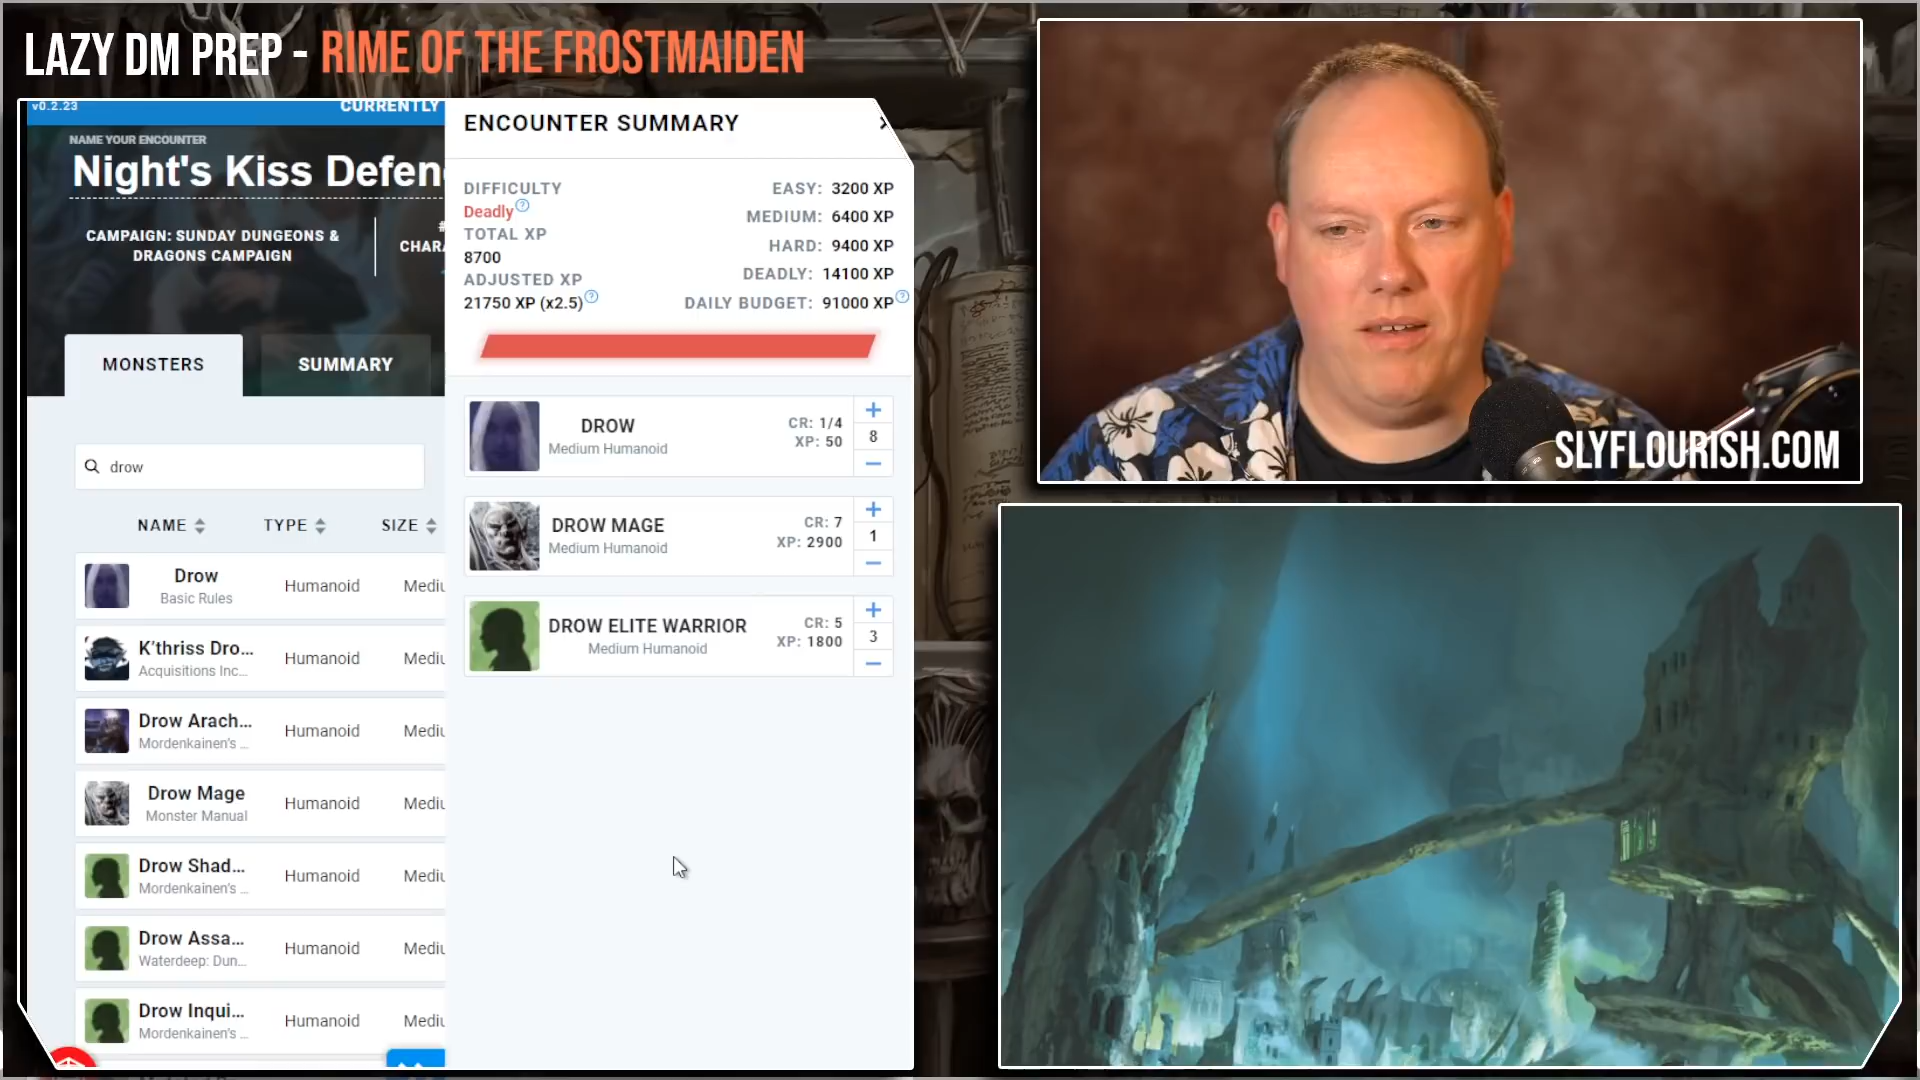 LAZY DM PREP - RIME OF THE FROSTMAIDEN
v0.2.23
CURRENTLY
NAME YOUR ENCOUNTER
Night's Kiss Defen
CAMPAIGN: SUNDAY DUNGEONS &
DRAGONS CAMPAIGN
#
CHARA
MONSTERS
SUMMARY
drow
NAME TYPE SIZE
Drow
Basic Rules
Humanoid
Mediu
K'thriss Dro...
Acquisitions Inc...
Humanoid
Mediu
Drow Arach...
Mordenkainen's ...
Humanoid
Mediu
Drow Mage
Monster Manual
Humanoid
Mediu
Drow Shad...
Mordenkainen's ...
Humanoid
Mediu
Drow Assa...
Waterdeep: Dun...
Humanoid
Mediu
Drow Inqui...
Mordenkainen's ...
Humanoid
Mediu
ENCOUNTER SUMMARY
DIFFICULTY
Deadly
TOTAL XP
8700
ADJUSTED XP
21750 XP (x2.5)
EASY: 3200 XP
MEDIUM: 6400 XP
HARD: 9400 XP
DEADLY: 14100 XP
DAILY BUDGET: 91000 XP
DROW
Medium Humanoid
CR: 1/4
XP: 50
8
DROW MAGE
Medium Humanoid
CR: 7
XP: 2900
1
DROW ELITE WARRIOR
Medium Humanoid
CR: 5
XP: 1800
3
SLYFLOURISH.COM